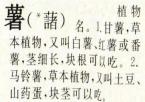 薯(*藷) 植物
名。1.甘薯,草
本植物,又叫白薯、红薯或番
薯,茎细长,块根可以吃。2.
马铃薯,草本植物,又叫土豆、
山药蛋,块茎可以吃。